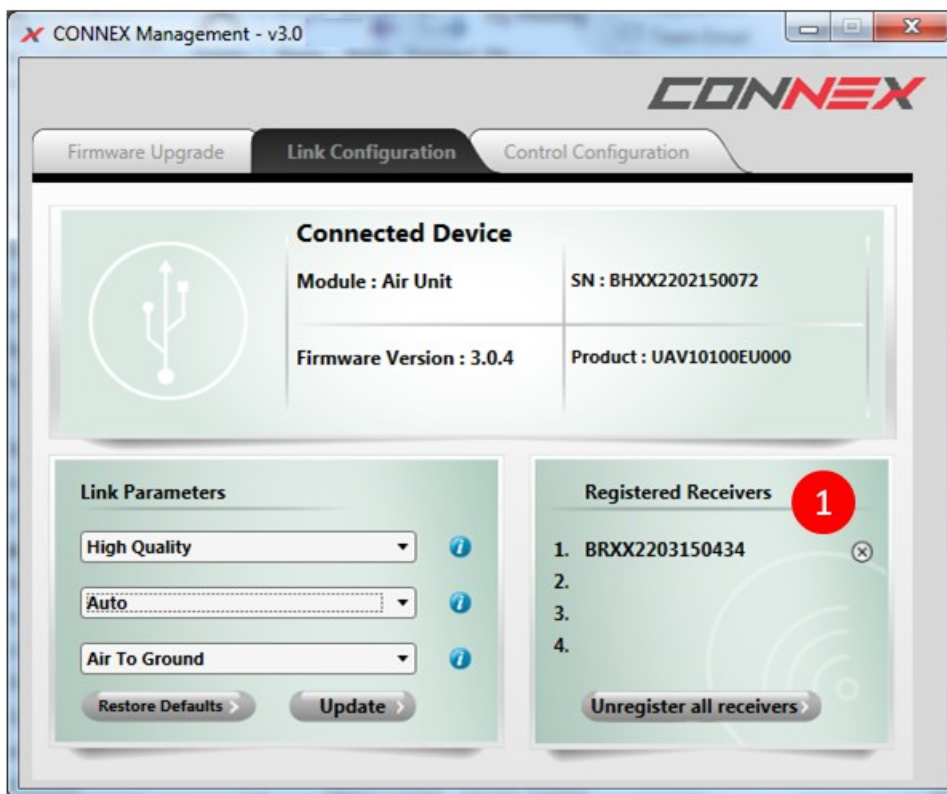 CONNEX Management - v3.0
CONNEX
Firmware Upgrade Link Configuration Control Configuration
Connected Device
Module : Air Unit SN : BHXX2202150072
Firmware Version : 3.0.4 Product : UAV10100EU000
Link Parameters
High Quality
Auto
Air To Ground
Restore Defaults Update
Registered Receivers 1
1. BRXX2203150434
2.
3.
4.
Unregister all receivers